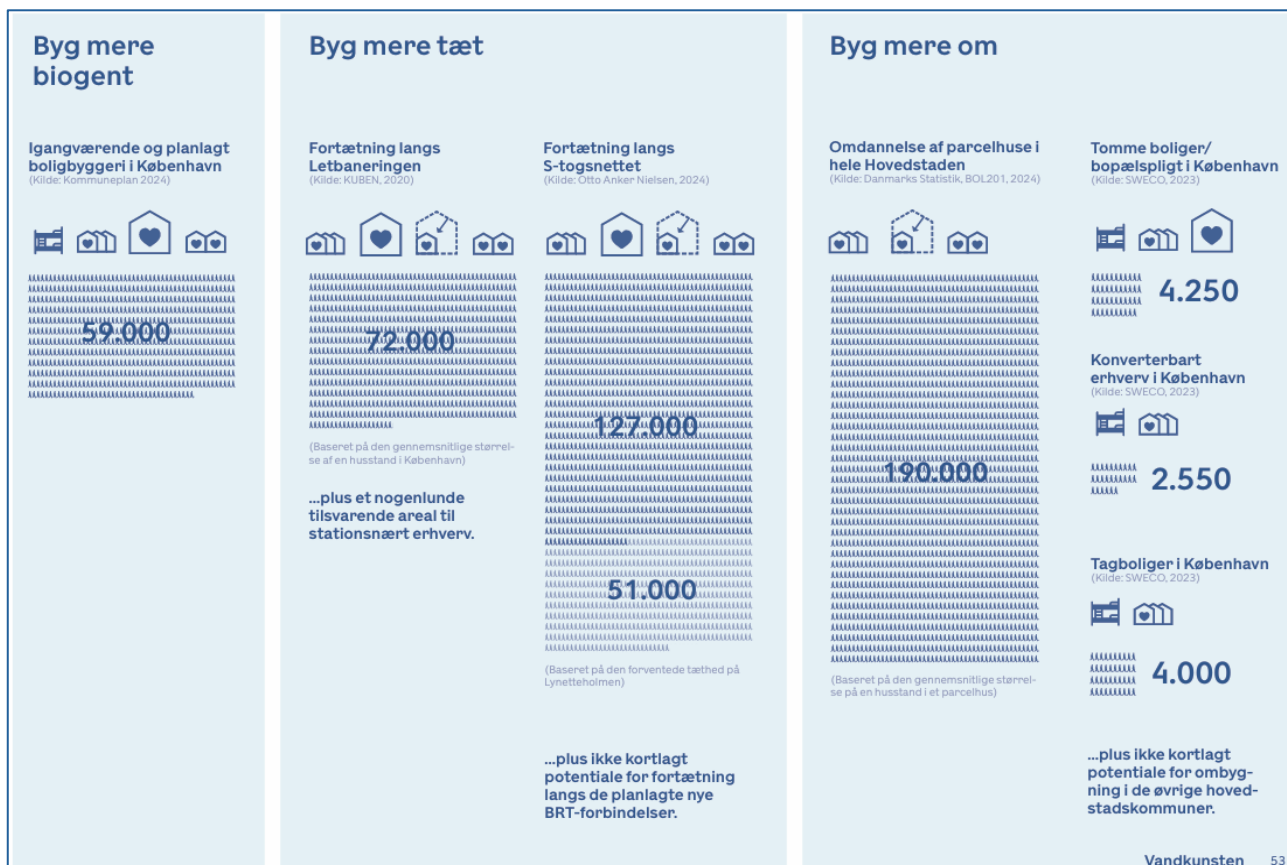 Byg mere
biogent
Igangværende og planlagt
boligbyggeri i København
(Kilde: Kommuneplan 2024)
59.000
Byg mere tæt
Fortætning langs
Letbaneringen
(Kilde: KUBEN, 2020)
72.000
(Baseret på den gennemsnitlige størrel-
se af en husstand i København)
...plus et nogenlunde
tilsvarende areal til
stationsnært erhverv.
Fortætning langs
S-togsnettet
(Kilde: Otto Anker Nielsen, 2024)
127.000
51.000
(Baseret på den forventede tæthed på
Lynetteholmen)
...plus ikke kortlagt
potentiale for fortætning
langs de planlagte nye
BRT-forbindelser.
Byg mere om
Omdannelse af parcelhuse i
hele Hovedstaden
(Kilde: Danmarks Statistik, BOL201, 2024)
190.000
(Baseret på den gennemsnitlige størrel-
se på en husstand i et parcelhus)
Tomme boliger/
bopælspligt i København
(Kilde: SWECO, 2023)
4.250
Konverterbart
erhverv i København
(Kilde: SWECO, 2023)
2.550
Tagboliger i København
(Kilde: SWECO, 2023)
4.000
...plus ikke kortlagt
potentiale for ombyg-
ning i de øvrige hoved-
stadskommuner.
Vandkunsten 53